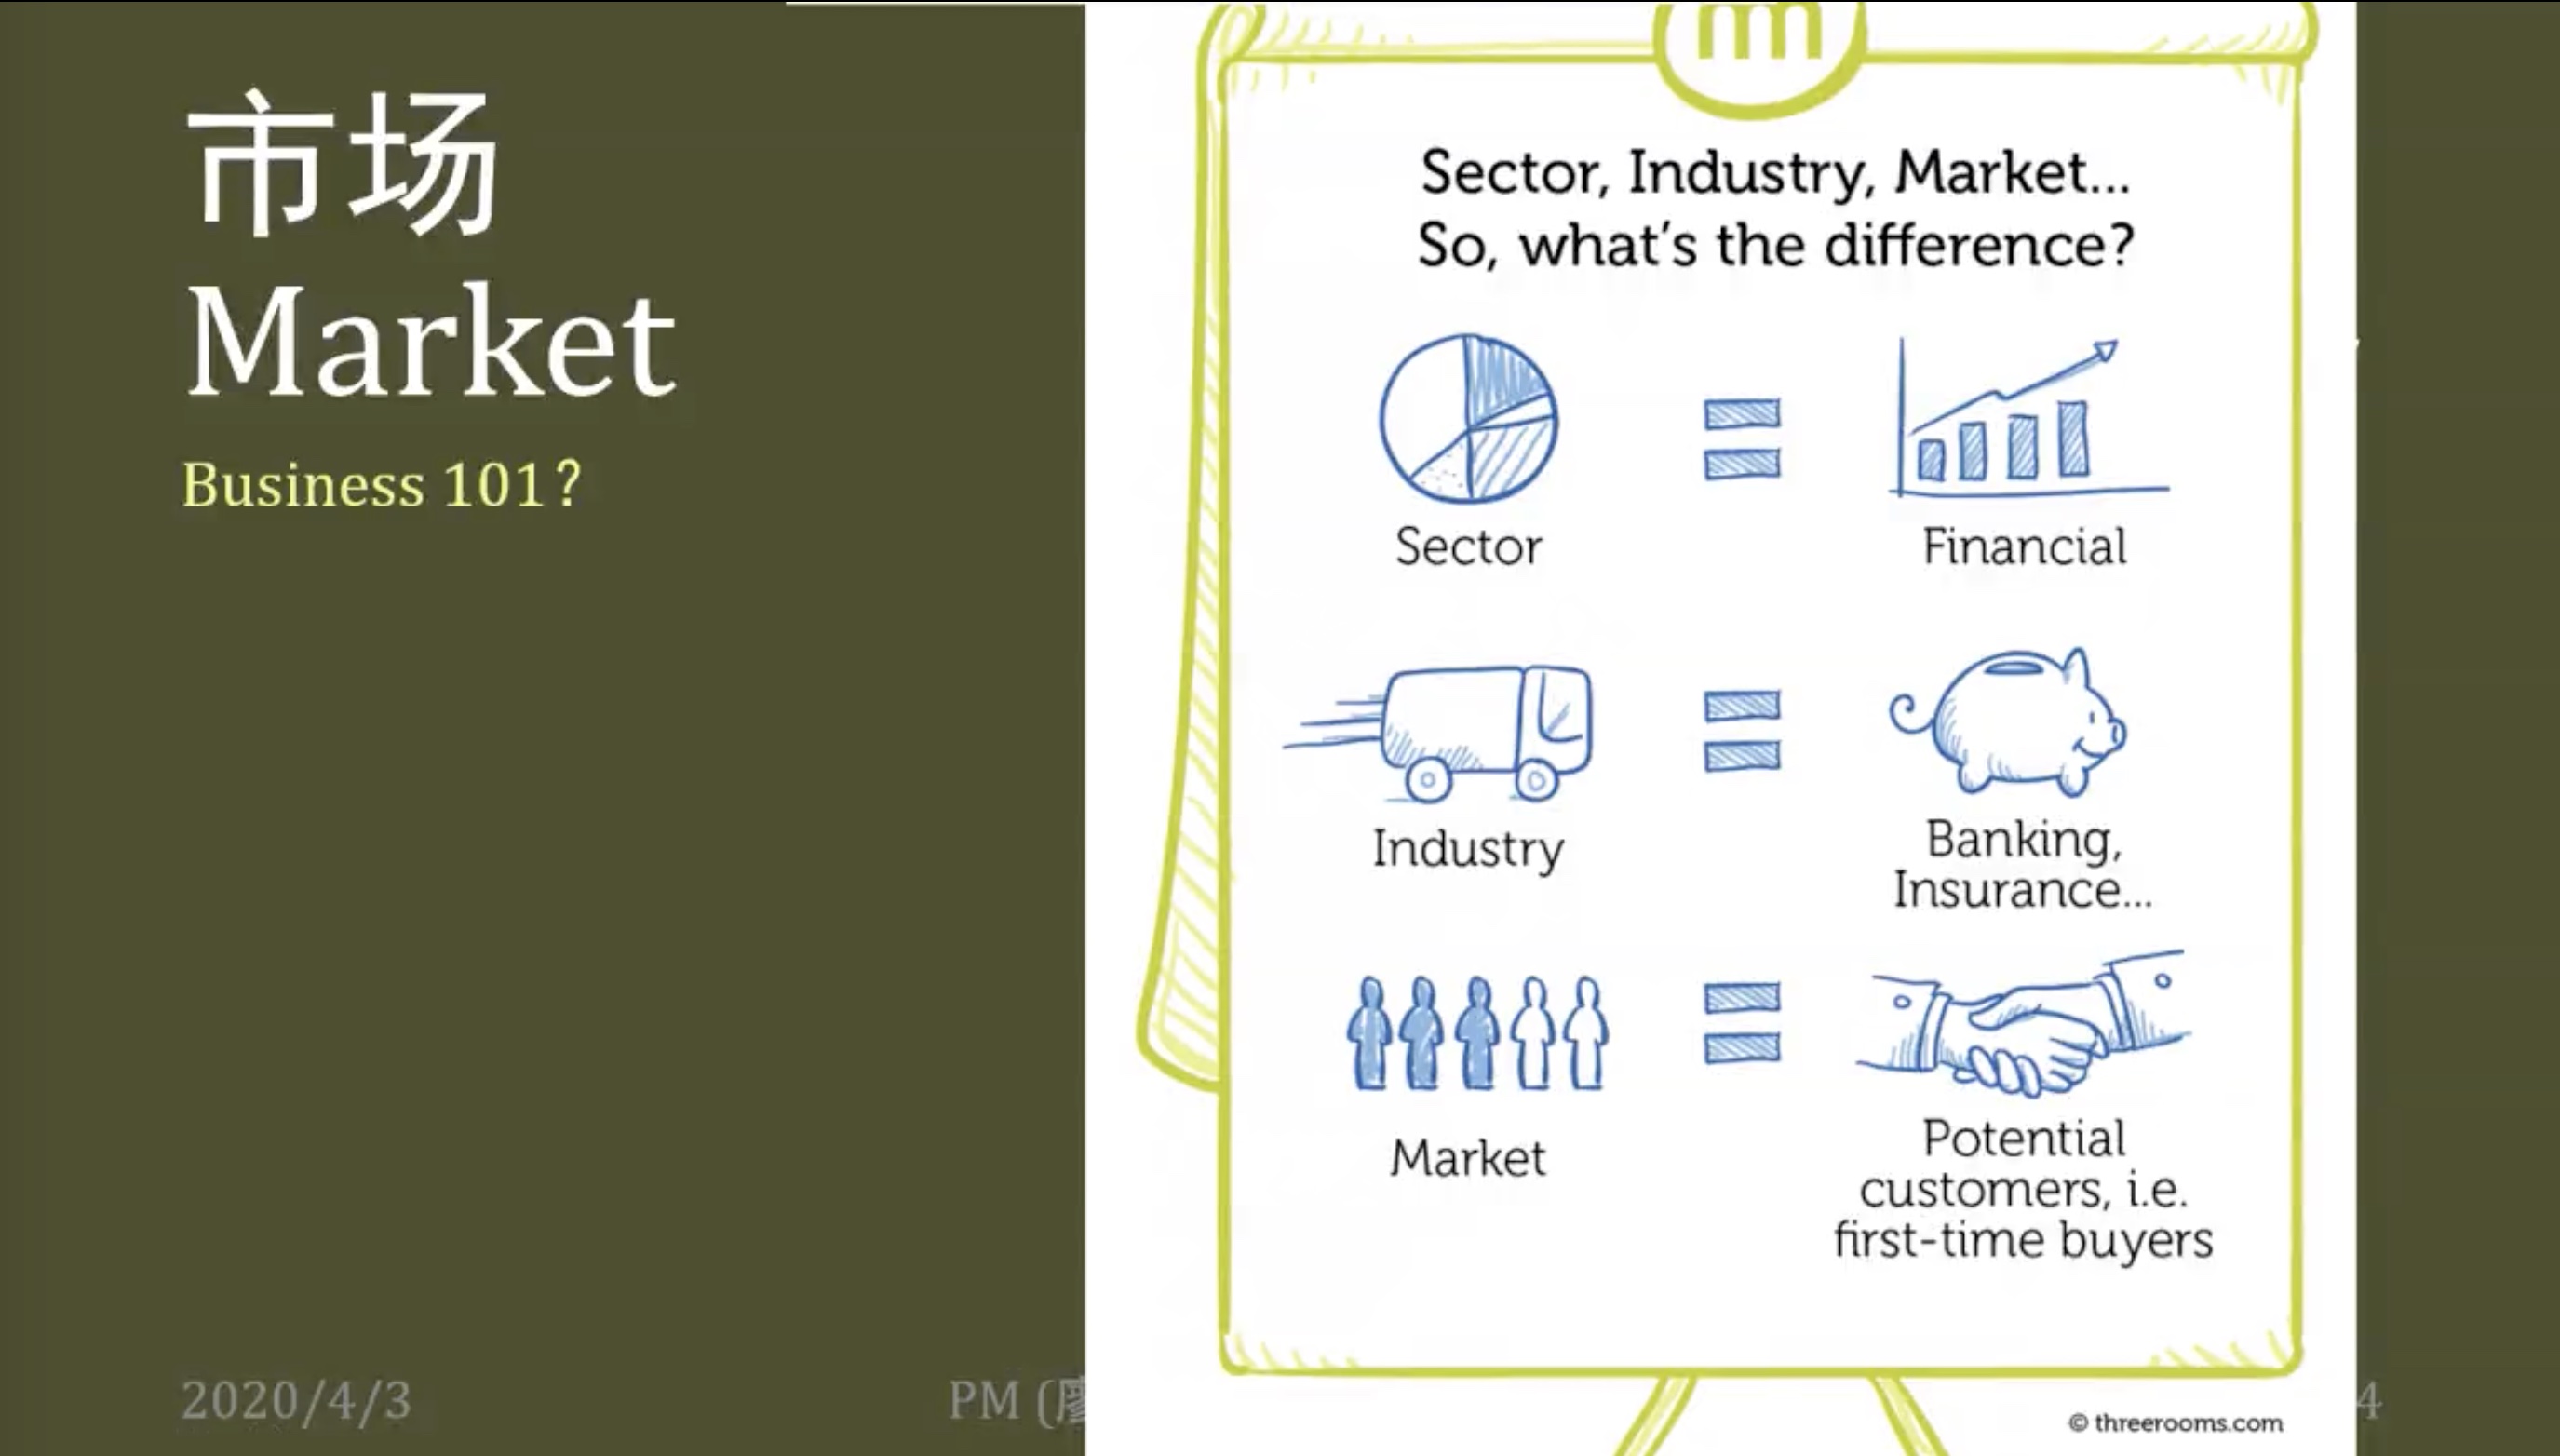 市场
Market
Business 101?
Sector, Industry, Market...
So, what's the difference?
Sector
Financial
Industry
Banking,
Insurance...
Market
Potential
customers, i.e.
first-time buyers
2020/4/3
PM (廖
4
© threerooms.com